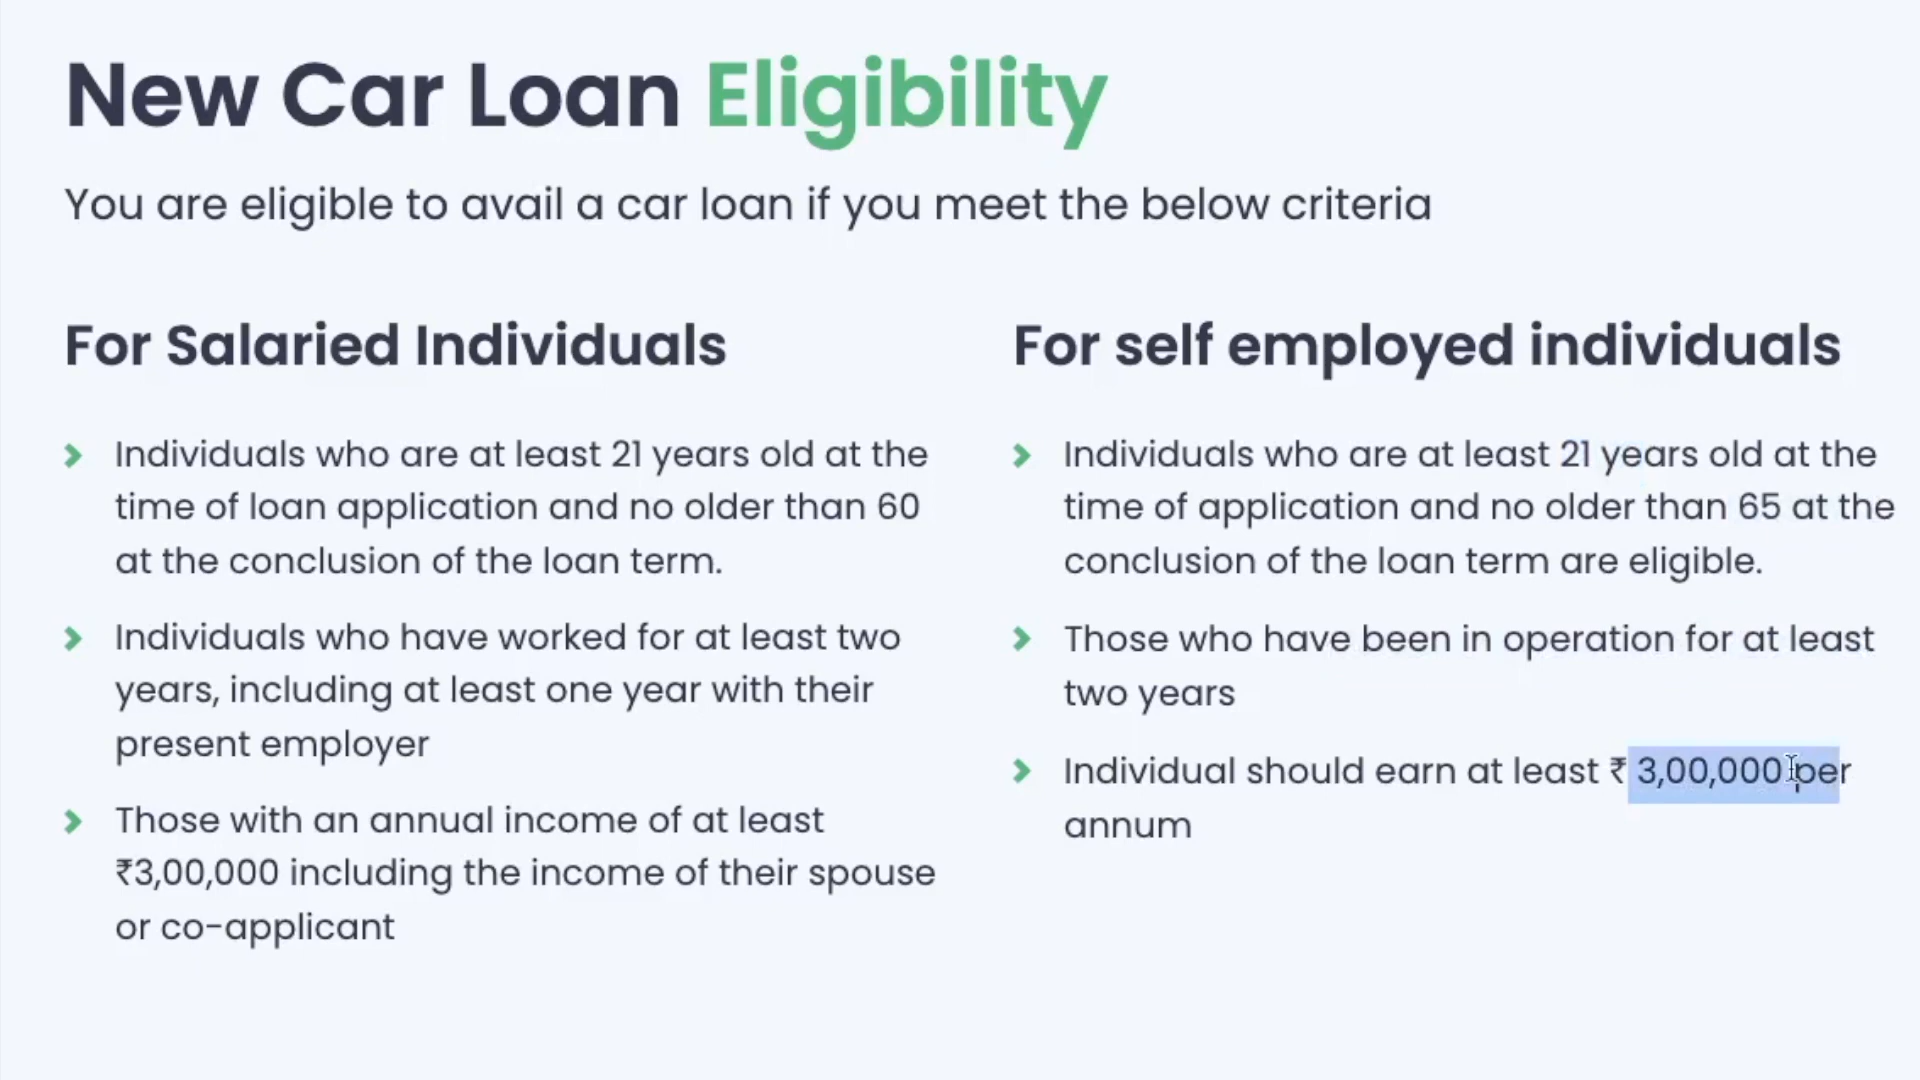 New Car Loan Eligibility
You are eligible to avail a car loan if you meet the below criteria
For Salaried Individuals
Individuals who are at least 21 years old at the
time of loan application and no older than 60
at the conclusion of the loan term.
Individuals who have worked for at least two
years, including at least one year with their
present employer
Those with an annual income of at least
₹3,00,000 including the income of their spouse
or co-applicant
For self employed individuals
Individuals who are at least 21 years old at the
time of application and no older than 65 at the
conclusion of the loan term are eligible.
Those who have been in operation for at least
two years
Individual should earn at least ₹ 3,00,000 per
annum